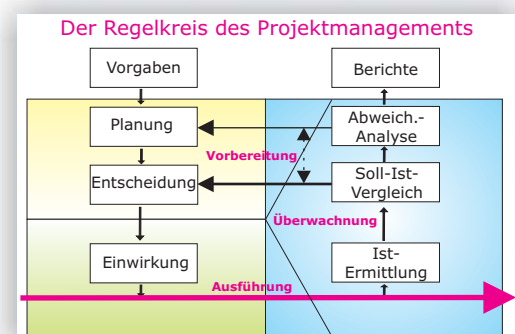 Der Regelkreis des Projektmanagements
Vorgaben
Berichte
Planung
Abweich.-
Analyse
Vorbereitung
Entscheidung
Soll-Ist-
Vergleich
Überwachnung
Einwirkung
Ist-
Ermittlung
Ausführung